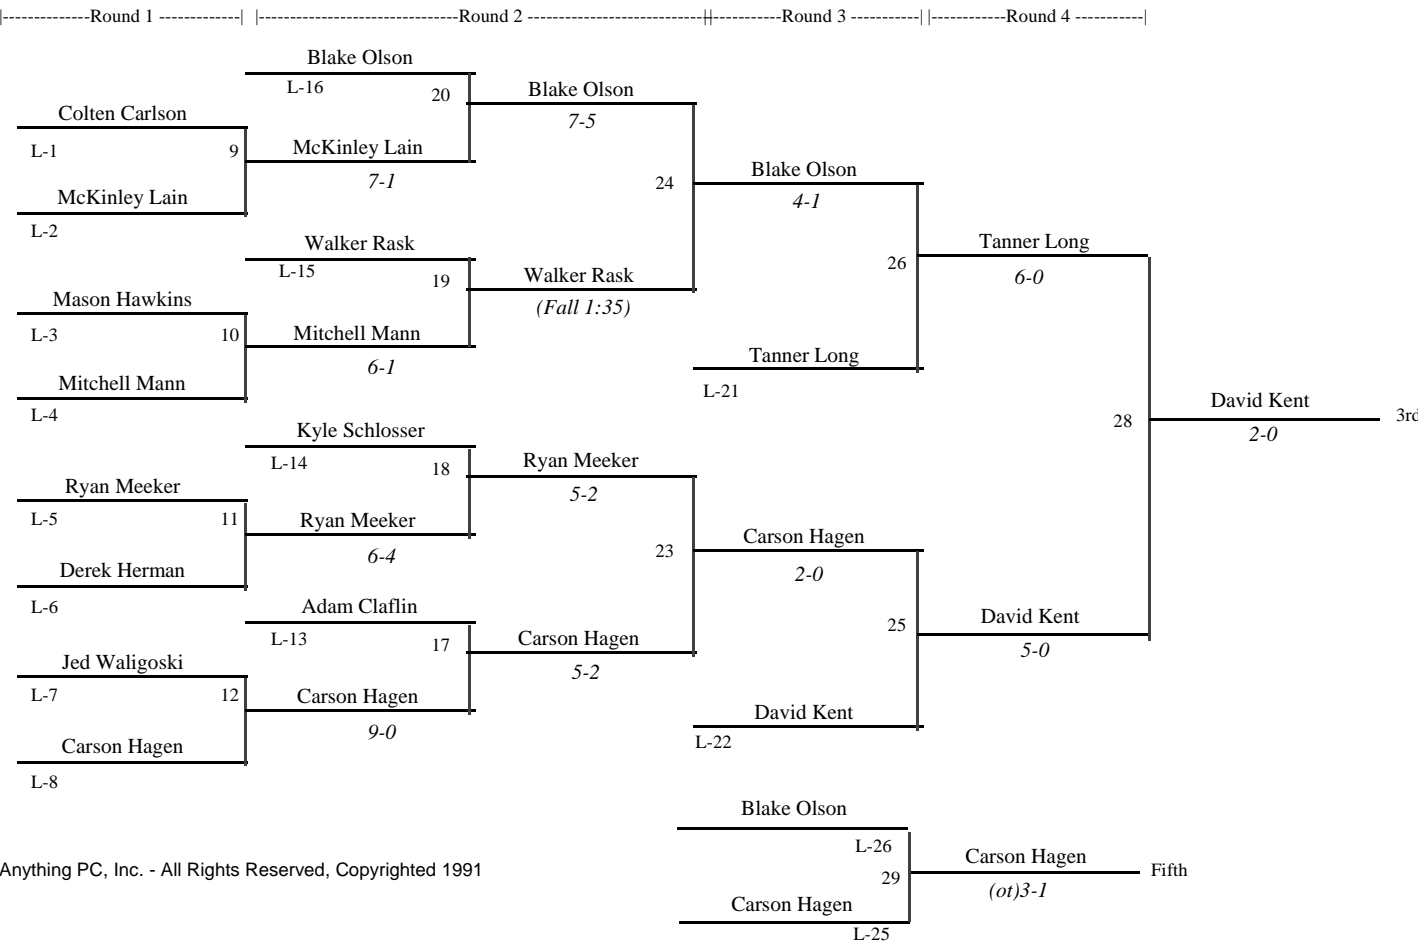 |--------------Round 1 -------------| |--------------------------------Round 2 -----------------------------||------------Round 3 -----------| |------------Round 4 -----------|
Blake Olson
L-16
20
Blake Olson
7-5
Colten Carlson
L-1
9
McKinley Lain
7-1
McKinley Lain
L-2
24
Blake Olson
4-1
Walker Rask
L-15
19
Walker Rask
(Fall 1:35)
Mason Hawkins
L-3
10
Mitchell Mann
6-1
Mitchell Mann
L-4
26
Tanner Long
6-0
Tanner Long
L-21
Kyle Schlosser
L-14
18
Ryan Meeker
5-2
Ryan Meeker
L-5
11
Ryan Meeker
6-4
Derek Herman
L-6
28
David Kent
2-0
3rd
23
Carson Hagen
2-0
Adam Claflin
L-13
17
Carson Hagen
5-2
Jed Waligoski
L-7
12
Carson Hagen
9-0
Carson Hagen
L-8
25
David Kent
5-0
David Kent
L-22
Blake Olson
L-26
29
Carson Hagen
(ot)3-1
Fifth
Carson Hagen
L-25
Anything PC, Inc. - All Rights Reserved, Copyrighted 1991